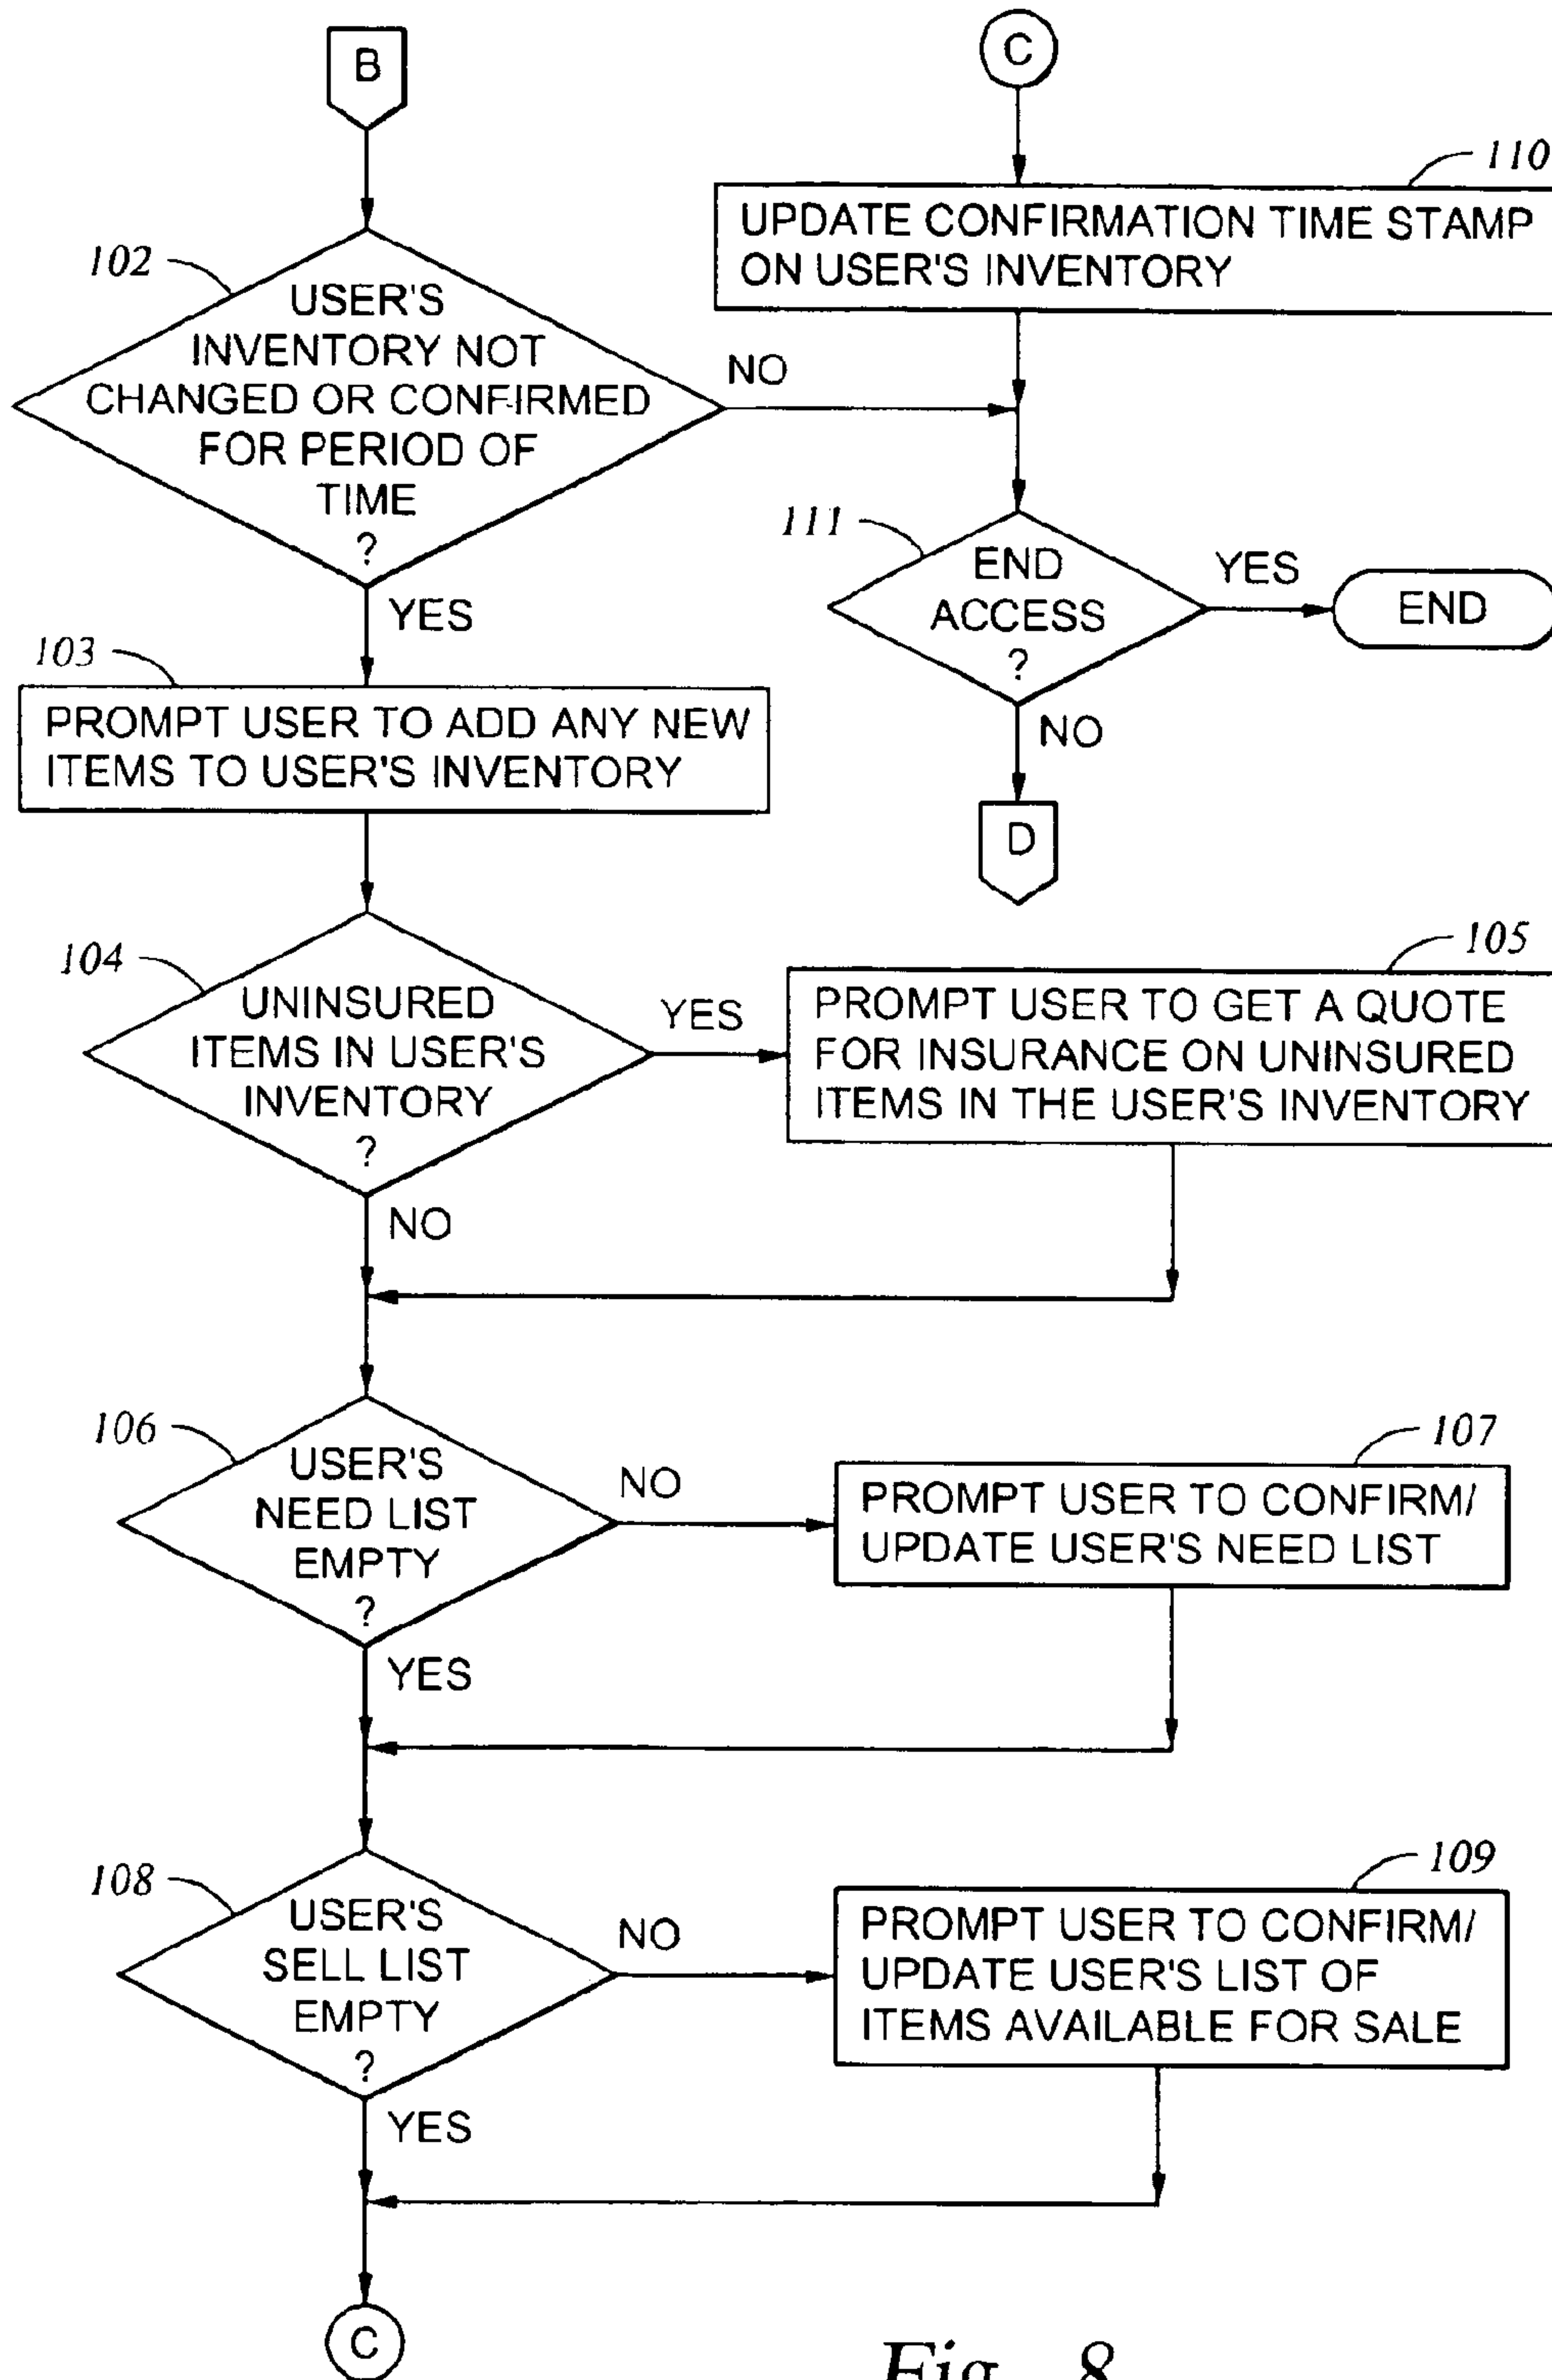 B
102
USER'S
INVENTORY NOT
CHANGED OR CONFIRMED
FOR PERIOD OF
TIME
?
NO
YES
103
PROMPT USER TO ADD ANY NEW
ITEMS TO USER'S INVENTORY
104
UNINSURED
ITEMS IN USER'S
INVENTORY
?
YES
NO
105
PROMPT USER TO GET A QUOTE
FOR INSURANCE ON UNINSURED
ITEMS IN THE USER'S INVENTORY
106
USER'S
NEED LIST
EMPTY
?
NO
YES
107
PROMPT USER TO CONFIRM/
UPDATE USER'S NEED LIST
108
USER'S
SELL LIST
EMPTY
?
NO
YES
109
PROMPT USER TO CONFIRM/
UPDATE USER'S LIST OF
ITEMS AVAILABLE FOR SALE
C
C
110
UPDATE CONFIRMATION TIME STAMP
ON USER'S INVENTORY
111
END
ACCESS
?
YES
END
NO
D
Fig. 8